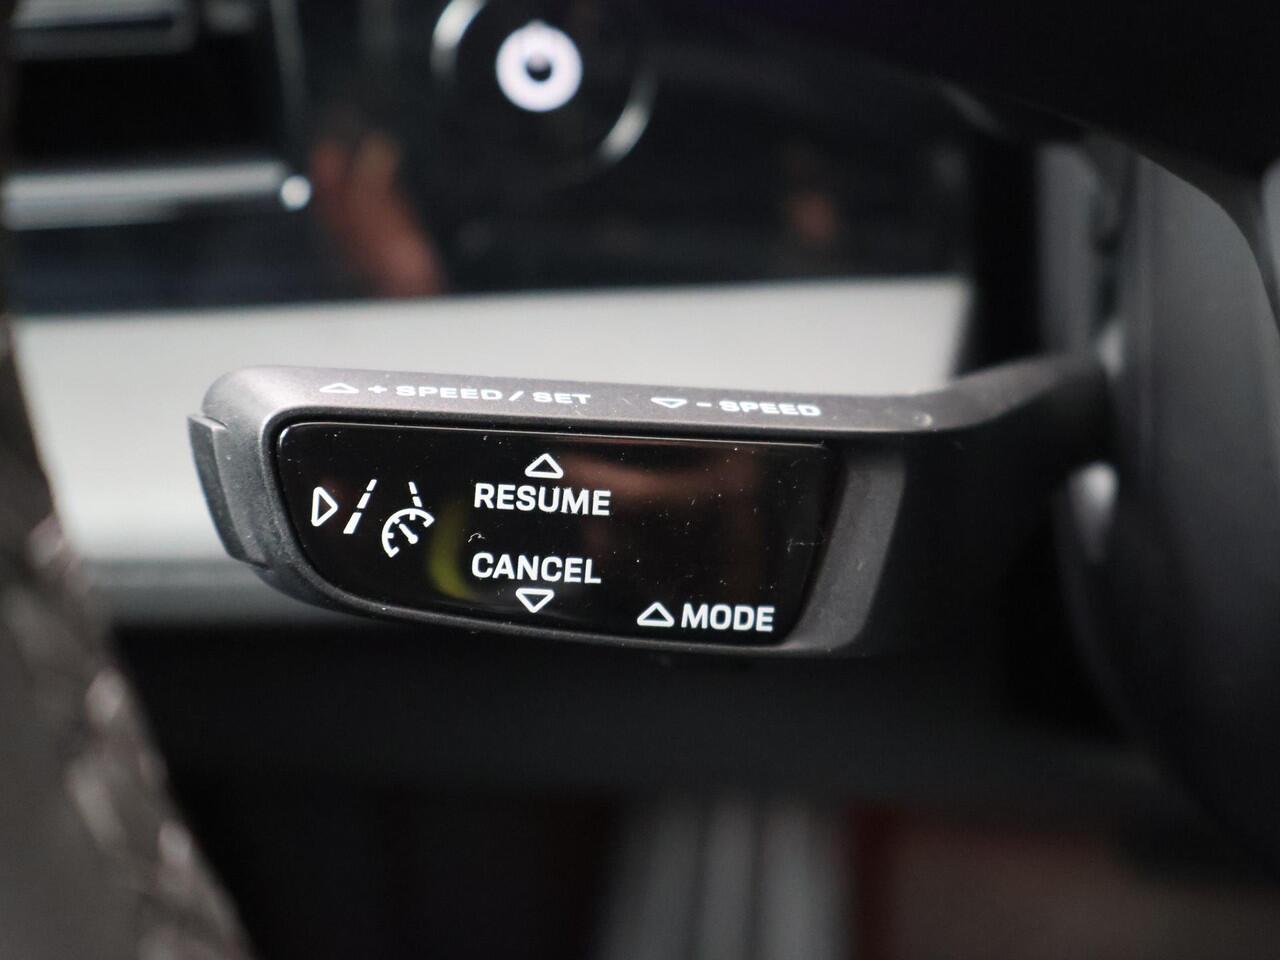 + SPEED / SET - SPEED
RESUME
CANCEL
MODE